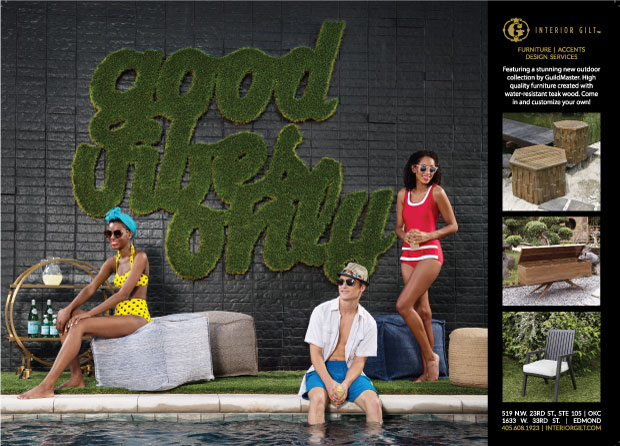 good
vibes
only
G
INTERIOR GILT™
FURNITURE | ACCENTS
DESIGN SERVICES
Featuring a stunning new outdoor
collection by GuildMaster. High
quality furniture created with
water-resistant teak wood. Come
in and customize your own!
519 N.W. 23RD ST., STE 105 | OKC
1633 W. 33RD ST. | EDMOND
405.608.1923 | INTERIORGILT.COM